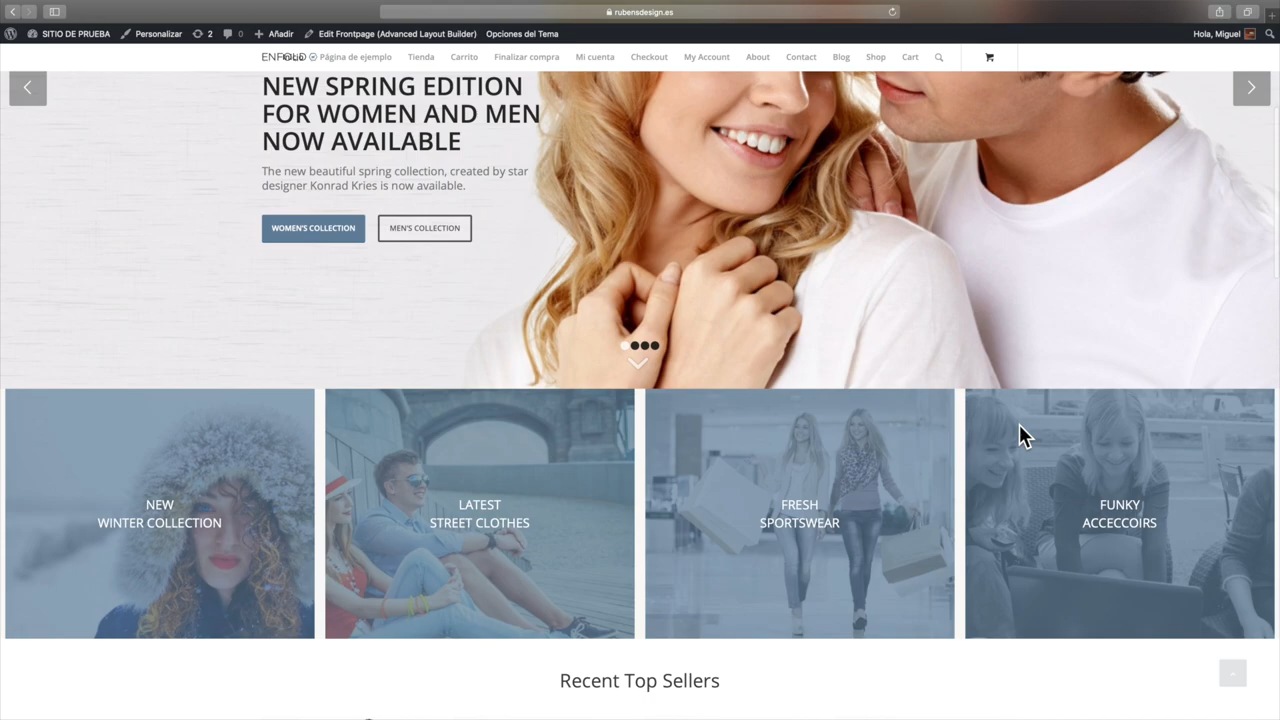 rubensdesign.es
SITIO DE PRUEBA Personalizar 2 0 Añadir Edit Frontpage (Advanced Layout Builder) Opciones del Tema Hola, Miguel
ENFOLD Página de ejemplo Tienda Carrito Finalizar compra Mi cuenta Checkout My Account About Contact Blog Shop Cart
NEW SPRING EDITION
FOR WOMEN AND MEN
NOW AVAILABLE
The new beautiful spring collection, created by star
designer Konrad Kries is now available.
WOMEN'S COLLECTION MEN'S COLLECTION
NEW
WINTER COLLECTION
LATEST
STREET CLOTHES
FRESH
SPORTSWEAR
FUNKY
ACCECCOIRS
Recent Top Sellers